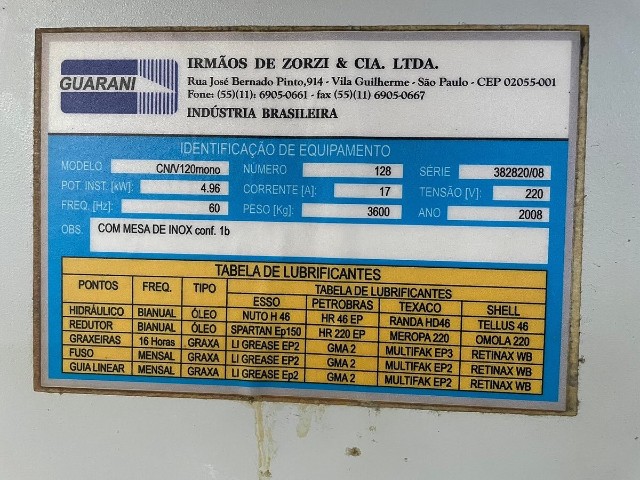 GUARANI
IRMÃOS DE ZORZI & CIA. LTDA.
Rua José Bernado Pinto,914 - Vila Guilherme - São Paulo - CEP 02055-001
Fone: (55)(11): 6905-0661 - fax (55)(11) 6905-0667
INDÚSTRIA BRASILEIRA
IDENTIFICAÇÃO DE EQUIPAMENTO
MODELO CN/V120mono NÚMERO 128 SÉRIE 382820/08
POT. INST. [kW]: 4.96 CORRENTE [A]: 17 TENSÃO [V]: 220
FREQ. [Hz]: 60 PESO [Kg]: 3600 ANO 2008
OBS. COM MESA DE INOX conf. 1b
TABELA DE LUBRIFICANTES
PONTOS FREQ. TIPO TABELA DE LUBRIFICANTES
ESSO PETROBRAS TEXACO SHELL
HIDRÁULICO BIANUAL ÓLEO NUTO H 46 HR 46 EP RANDA HD46 TELLUS 46
REDUTOR BIANUAL ÓLEO SPARTAN Ep150 HR 220 EP MEROPA 220 OMOLA 220
GRAXEIRAS 16 Horas GRAXA LI GREASE EP2 GMA 2 MULTIFAK EP3 RETINAX WB
FUSO MENSAL GRAXA LI GREASE EP2 GMA 2 MULTIFAK EP2 RETINAX WB
GUIA LINEAR MENSAL GRAXA LI GREASE Ep2 GMA 2 MULTIFAK EP2 RETINAX WB